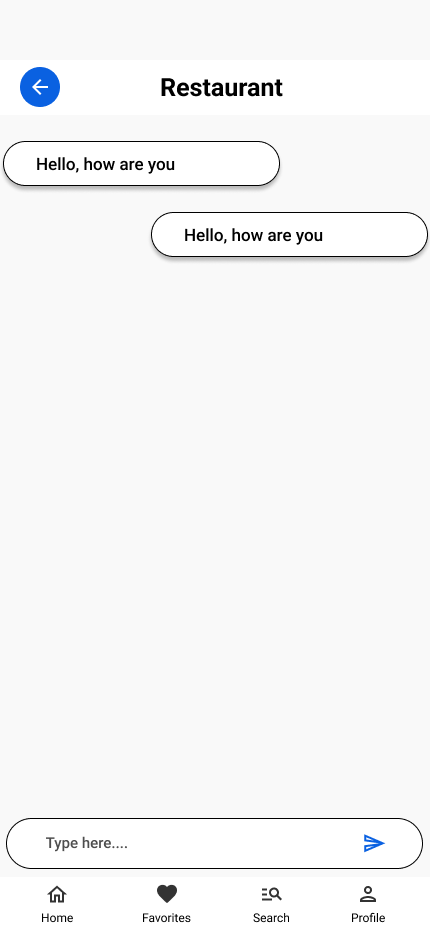 Restaurant
Hello, how are you
Hello, how are you
Type here....
Home Favorites Search Profile